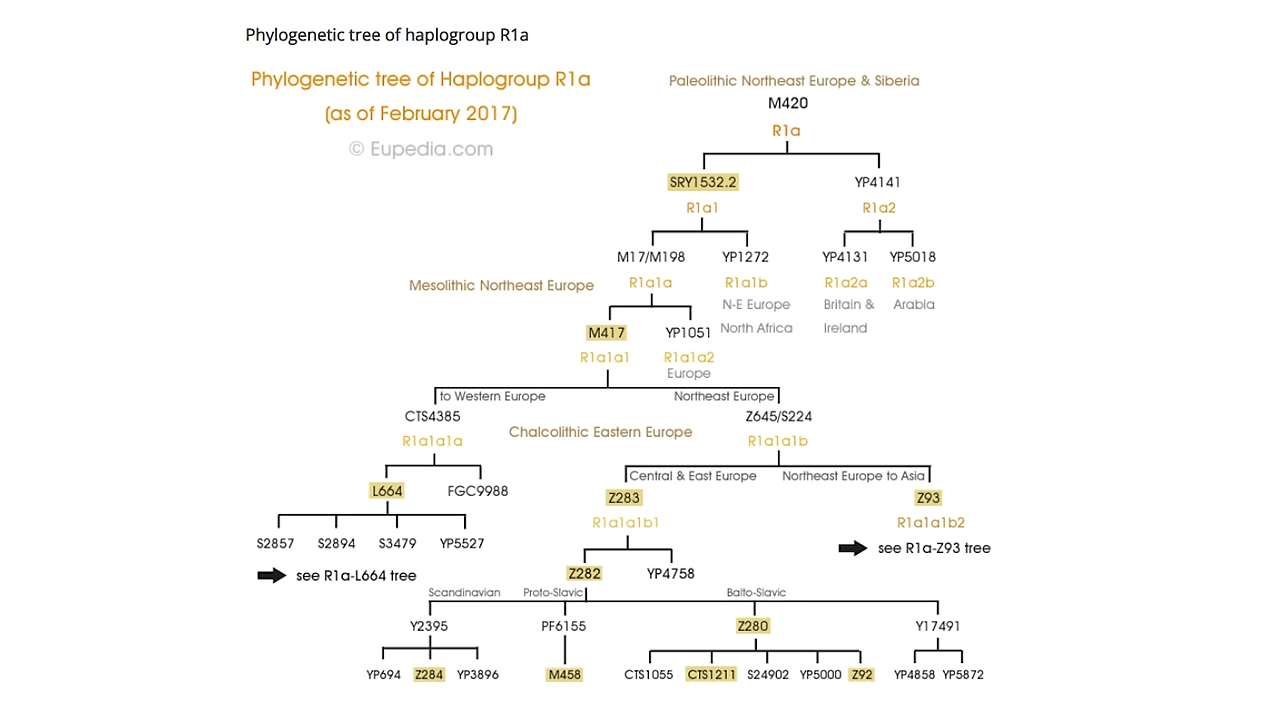 Phylogenetic tree of haplogroup R1a
Phylogenetic tree of Haplogroup R1a
(as of February 2017)
© Eupedia.com
Paleolithic Northeast Europe & Siberia
M420
R1a
SRY1532.2 YP4141
R1a1 R1a2
M17/M198 YP1272 YP4131 YP5018
R1a1a R1a1b R1a2a R1a2b
Mesolithic Northeast Europe
N-E Europe Britain & Arabia
North Africa Ireland
M417 YP1051
R1a1a1 R1a1a2
Europe
to Western Europe Northeast Europe
CTS4385 Z645/S224
Chalcolithic Eastern Europe
R1a1a1a R1a1a1b
Central & East Europe Northeast Europe to Asia
L664 FGC9988 Z283 Z93
R1a1a1b1 R1a1a1b2
S2857 S2894 S3479 YP5527
see R1a-Z93 tree
see R1a-L664 tree
Z282 YP4758
Scandinavian Proto-Slavic Balto-Slavic
Y2395 PF6155 Z280 Y17491
YP694 Z284 YP3896 M458 CTS1055 CTS1211 S24902 YP5000 Z92 YP4858 YP5872